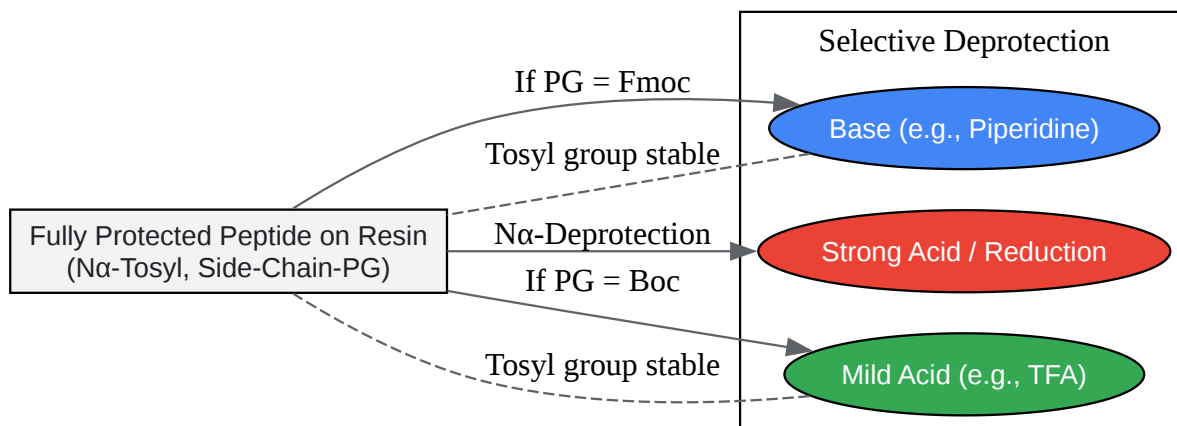 Selective Deprotection
If PG = Fmoc
Base (e.g., Piperidine)
Tosyl group stable
Fully Protected Peptide on Resin
(Nα-Tosyl, Side-Chain-PG)
Nα-Deprotection
Strong Acid / Reduction
If PG = Boc
Tosyl group stable
Mild Acid (e.g., TFA)